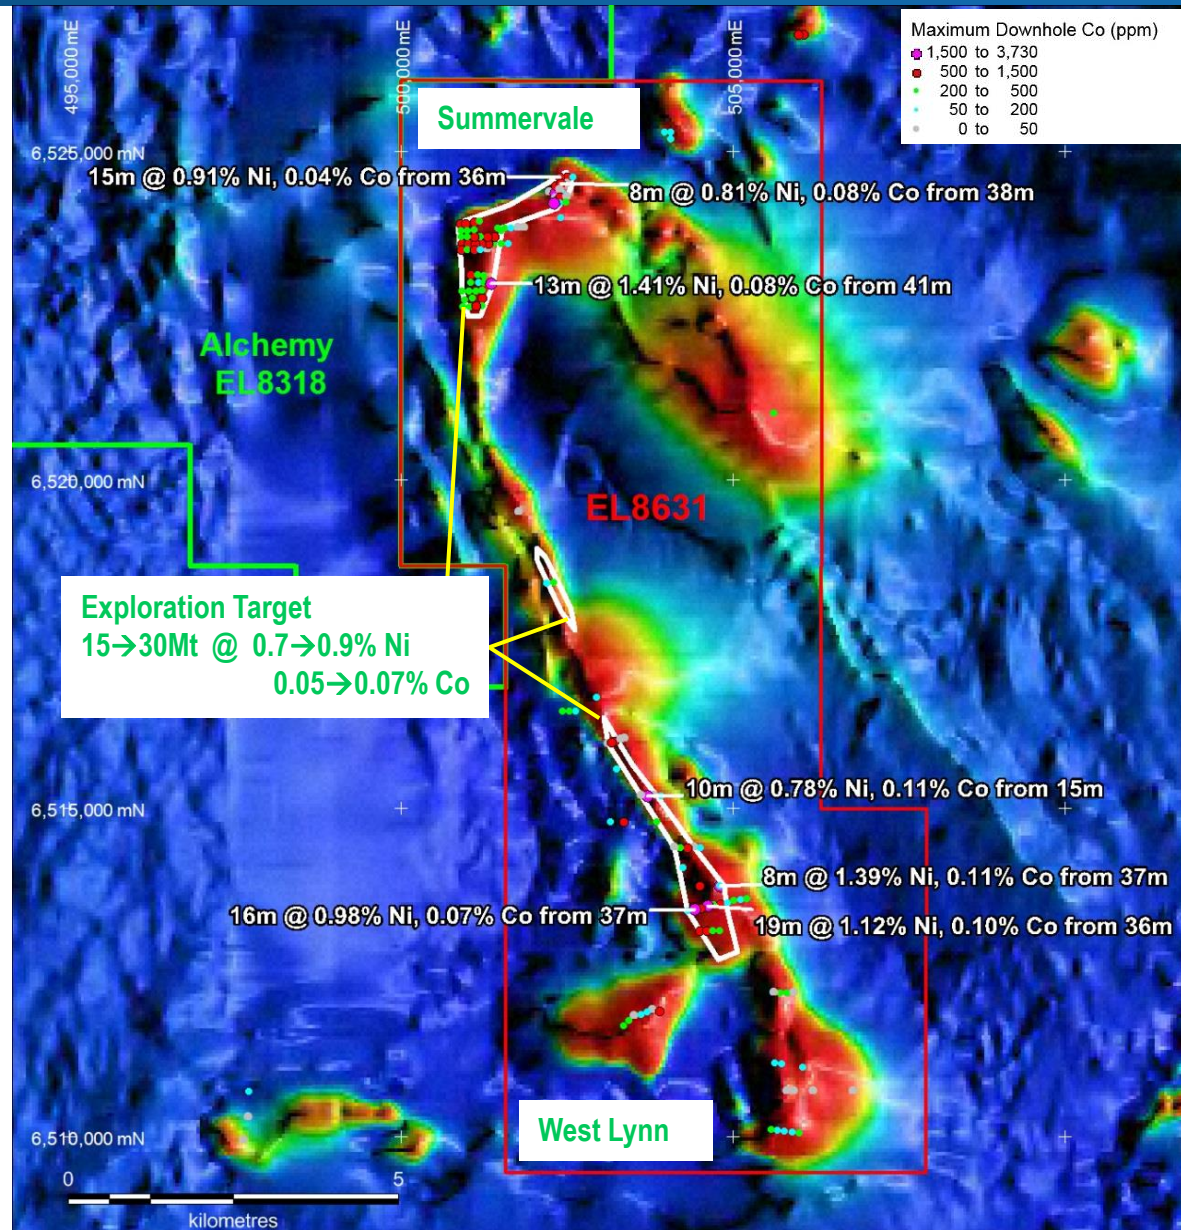 495,000 mE
500,000 mE
505,000 mE
Maximum Downhole Co (ppm)
1,500 to 3,730
500 to 1,500
200 to 500
50 to 200
0 to 50
Summervale
6,525,000 mN
15m @ 0.91% Ni, 0.04% Co from 36m
8m @ 0.81% Ni, 0.08% Co from 38m
13m @ 1.41% Ni, 0.08% Co from 41m
Alchemy
EL8318
6,520,000 mN
EL8631
Exploration Target
15→30Mt @ 0.7→0.9% Ni
0.05→0.07% Co
10m @ 0.78% Ni, 0.11% Co from 15m
6,515,000 mN
8m @ 1.39% Ni, 0.11% Co from 37m
16m @ 0.98% Ni, 0.07% Co from 37m
19m @ 1.12% Ni, 0.10% Co from 36m
West Lynn
6,510,000 mN
0 5
kilometres